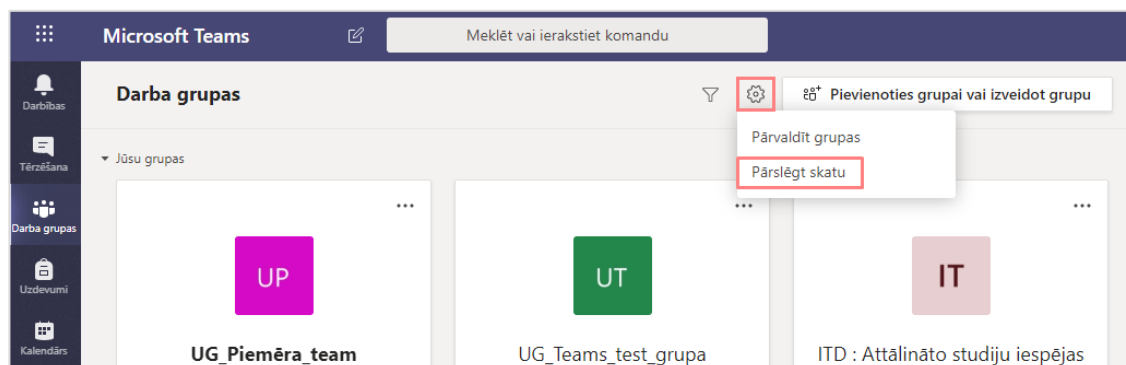 Microsoft Teams
Meklēt vai ierakstiet komandu
Darbības
Darba grupas
Pievienoties grupai vai izveidot grupu
Pārvaldīt grupas
Pārslēgt skatu
Tērzēšana
Jūsu grupas
Darba grupas
Uzdevumi
Kalendārs
UP
UT
IT
UG_Piemēra_team
UG_Teams_test_grupa
ITD : Attālināto studiju iespējas